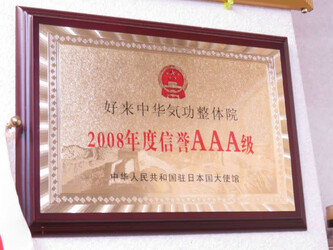 好来中华気功整体院
2008年度信誉AAA级
中华人民共和国驻日本国大使馆